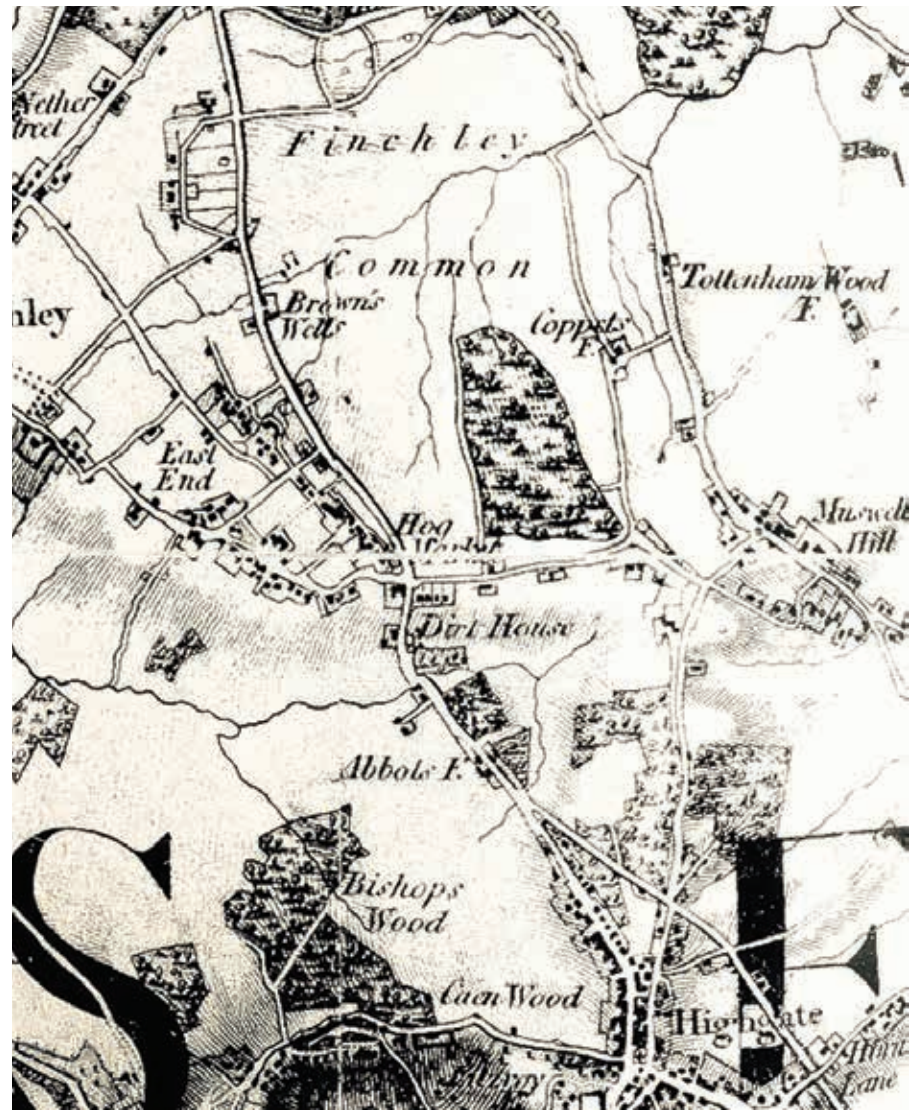 Nether
Street
Finchley
Common
Brown's
Wells
Tottenham Wood
F.
nley
Coppets
F.
East
End
Hog
Market
Muswell
Hill
Dirt House
Abbots F.
Bishops
Wood
Caen Wood
Highgate
Lane
S